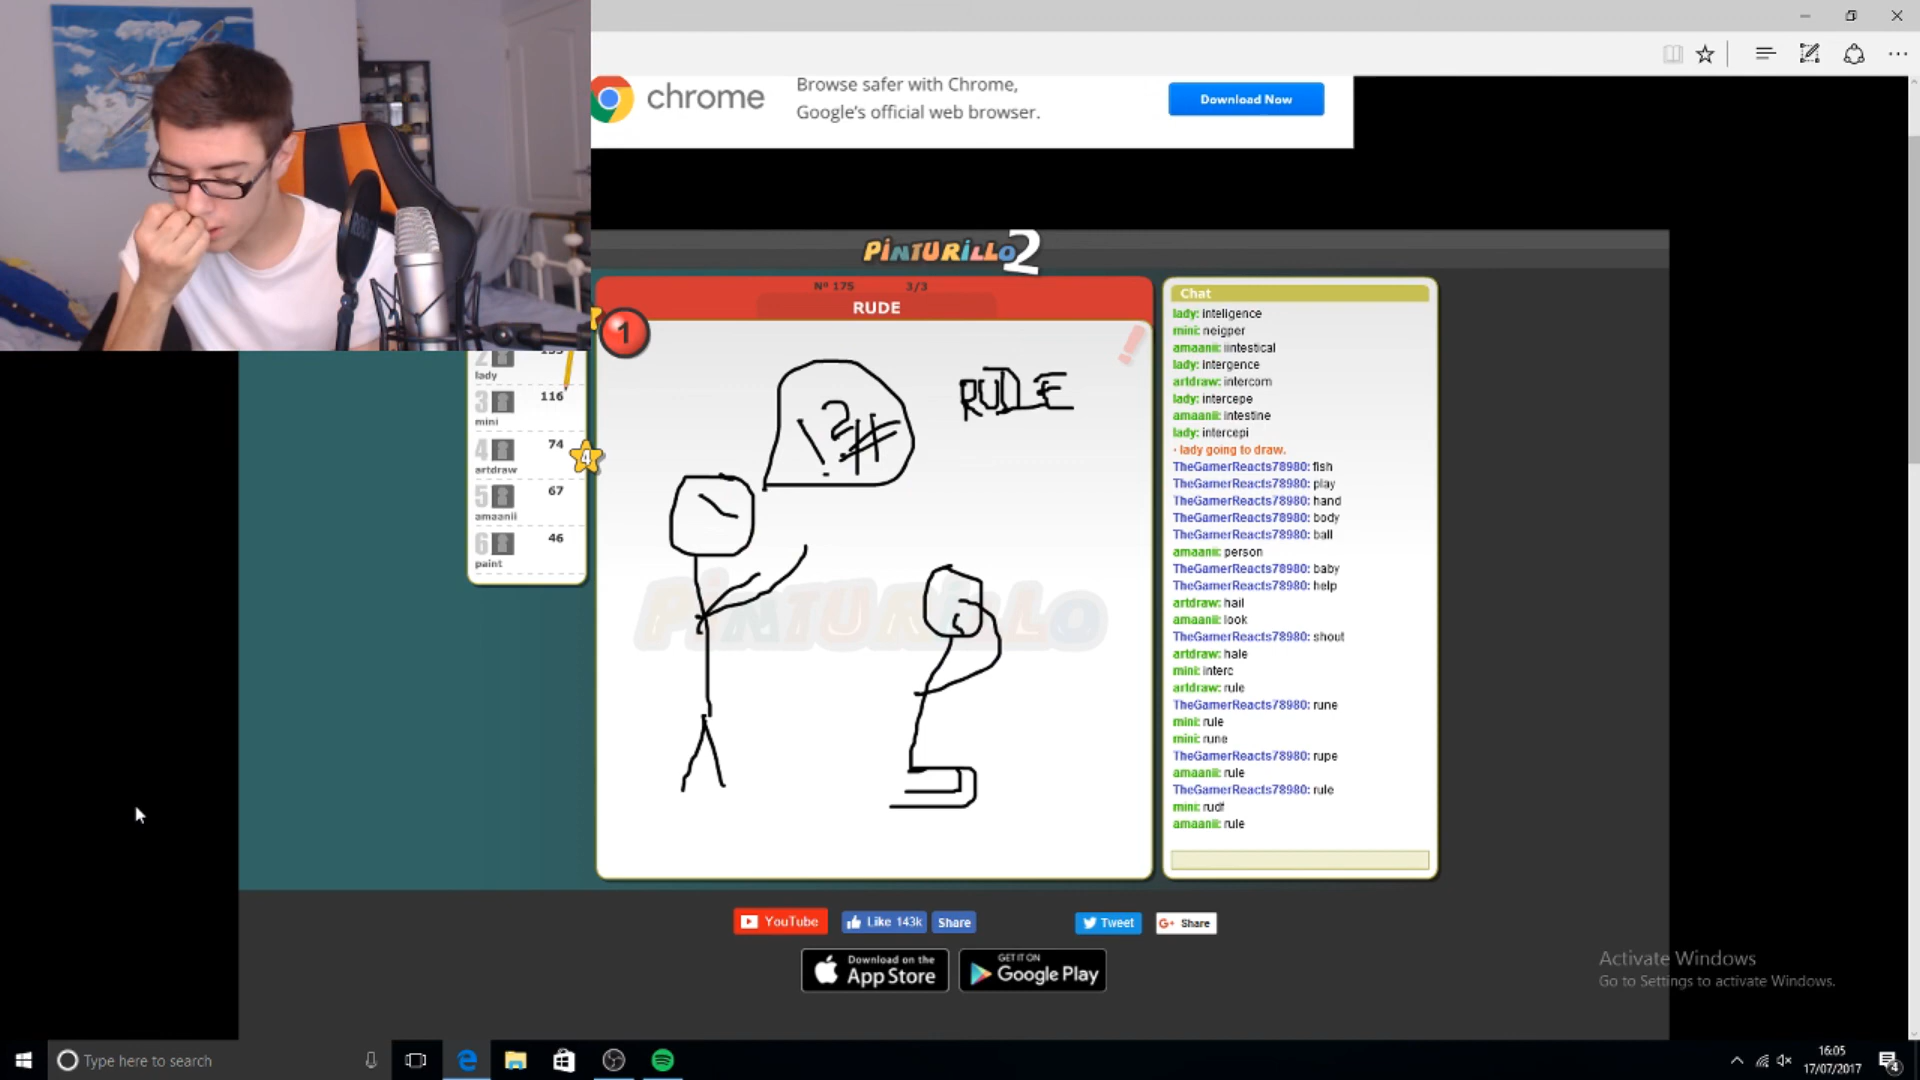 chrome
Browse safer with Chrome,
Google's official web browser.
Download Now
PINTURILLO 2
Nº 175 3/3
RUDE
1
!?#
RUDE
PINTURILLO
lady
3 116
mini
4 74
artdraw
4
5 67
amaanii
6 46
paint
Chat
lady: inteligence
mini: neigper
amaanii: iintestical
lady: intergence
artdraw: intercom
lady: intercepe
amaanii: intestine
lady: intercepi
· lady going to draw.
TheGamerReacts78980: fish
TheGamerReacts78980: play
TheGamerReacts78980: hand
TheGamerReacts78980: body
TheGamerReacts78980: ball
amaanii: person
TheGamerReacts78980: baby
TheGamerReacts78980: help
artdraw: hail
amaanii: look
TheGamerReacts78980: shout
artdraw: hale
mini: interc
artdraw: rule
TheGamerReacts78980: rune
mini: rule
mini: rune
TheGamerReacts78980: rupe
amaanii: rule
TheGamerReacts78980: rule
mini: rudf
amaanii: rule
YouTube
Like 143k
Share
Tweet
G+ Share
Download on the
App Store
GET IT ON
Google Play
Activate Windows
Go to Settings to activate Windows.
Type here to search
16:05
17/07/2017
4